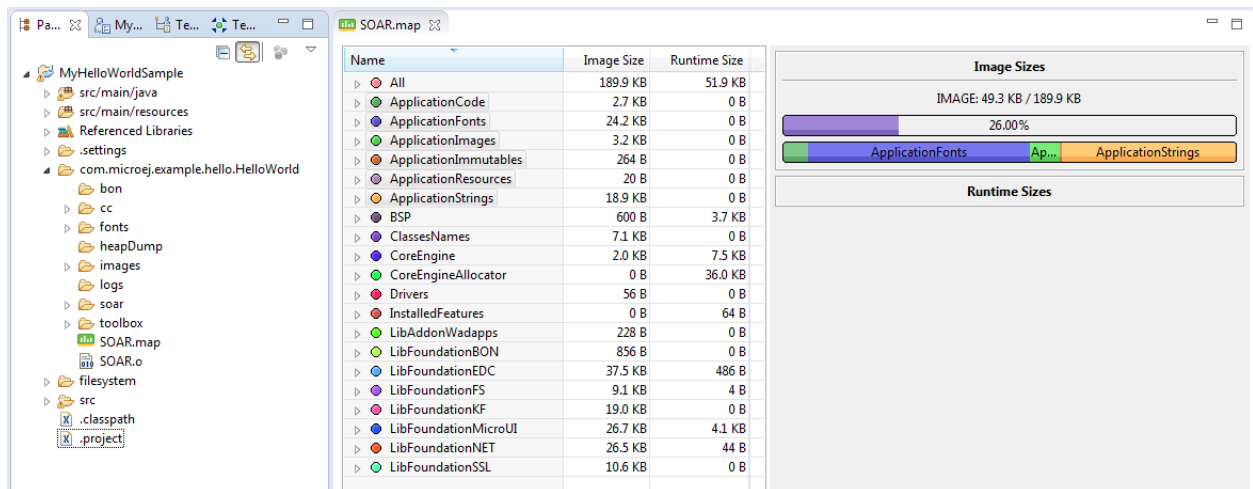 Pa... My... Te... Te...
MyHelloWorldSample
src/main/java
src/main/resources
Referenced Libraries
.settings
com.microej.example.hello.HelloWorld
bon
cc
fonts
heapDump
images
logs
soar
toolbox
SOAR.map
SOAR.o
filesystem
src
.classpath
.project
SOAR.map
Name Image Size Runtime Size
All 189.9 KB 51.9 KB
ApplicationCode 2.7 KB 0 B
ApplicationFonts 24.2 KB 0 B
ApplicationImages 3.2 KB 0 B
ApplicationImmutables 264 B 0 B
ApplicationResources 20 B 0 B
ApplicationStrings 18.9 KB 0 B
BSP 600 B 3.7 KB
ClassesNames 7.1 KB 0 B
CoreEngine 2.0 KB 7.5 KB
CoreEngineAllocator 0 B 36.0 KB
Drivers 56 B 0 B
InstalledFeatures 0 B 64 B
LibAddonWadapps 228 B 0 B
LibFoundationBON 856 B 0 B
LibFoundationEDC 37.5 KB 486 B
LibFoundationFS 9.1 KB 4 B
LibFoundationKF 19.0 KB 0 B
LibFoundationMicroUI 26.7 KB 4.1 KB
LibFoundationNET 26.5 KB 44 B
LibFoundationSSL 10.6 KB 0 B
Image Sizes
IMAGE: 49.3 KB / 189.9 KB
26.00%
ApplicationFonts Ap... ApplicationStrings
Runtime Sizes